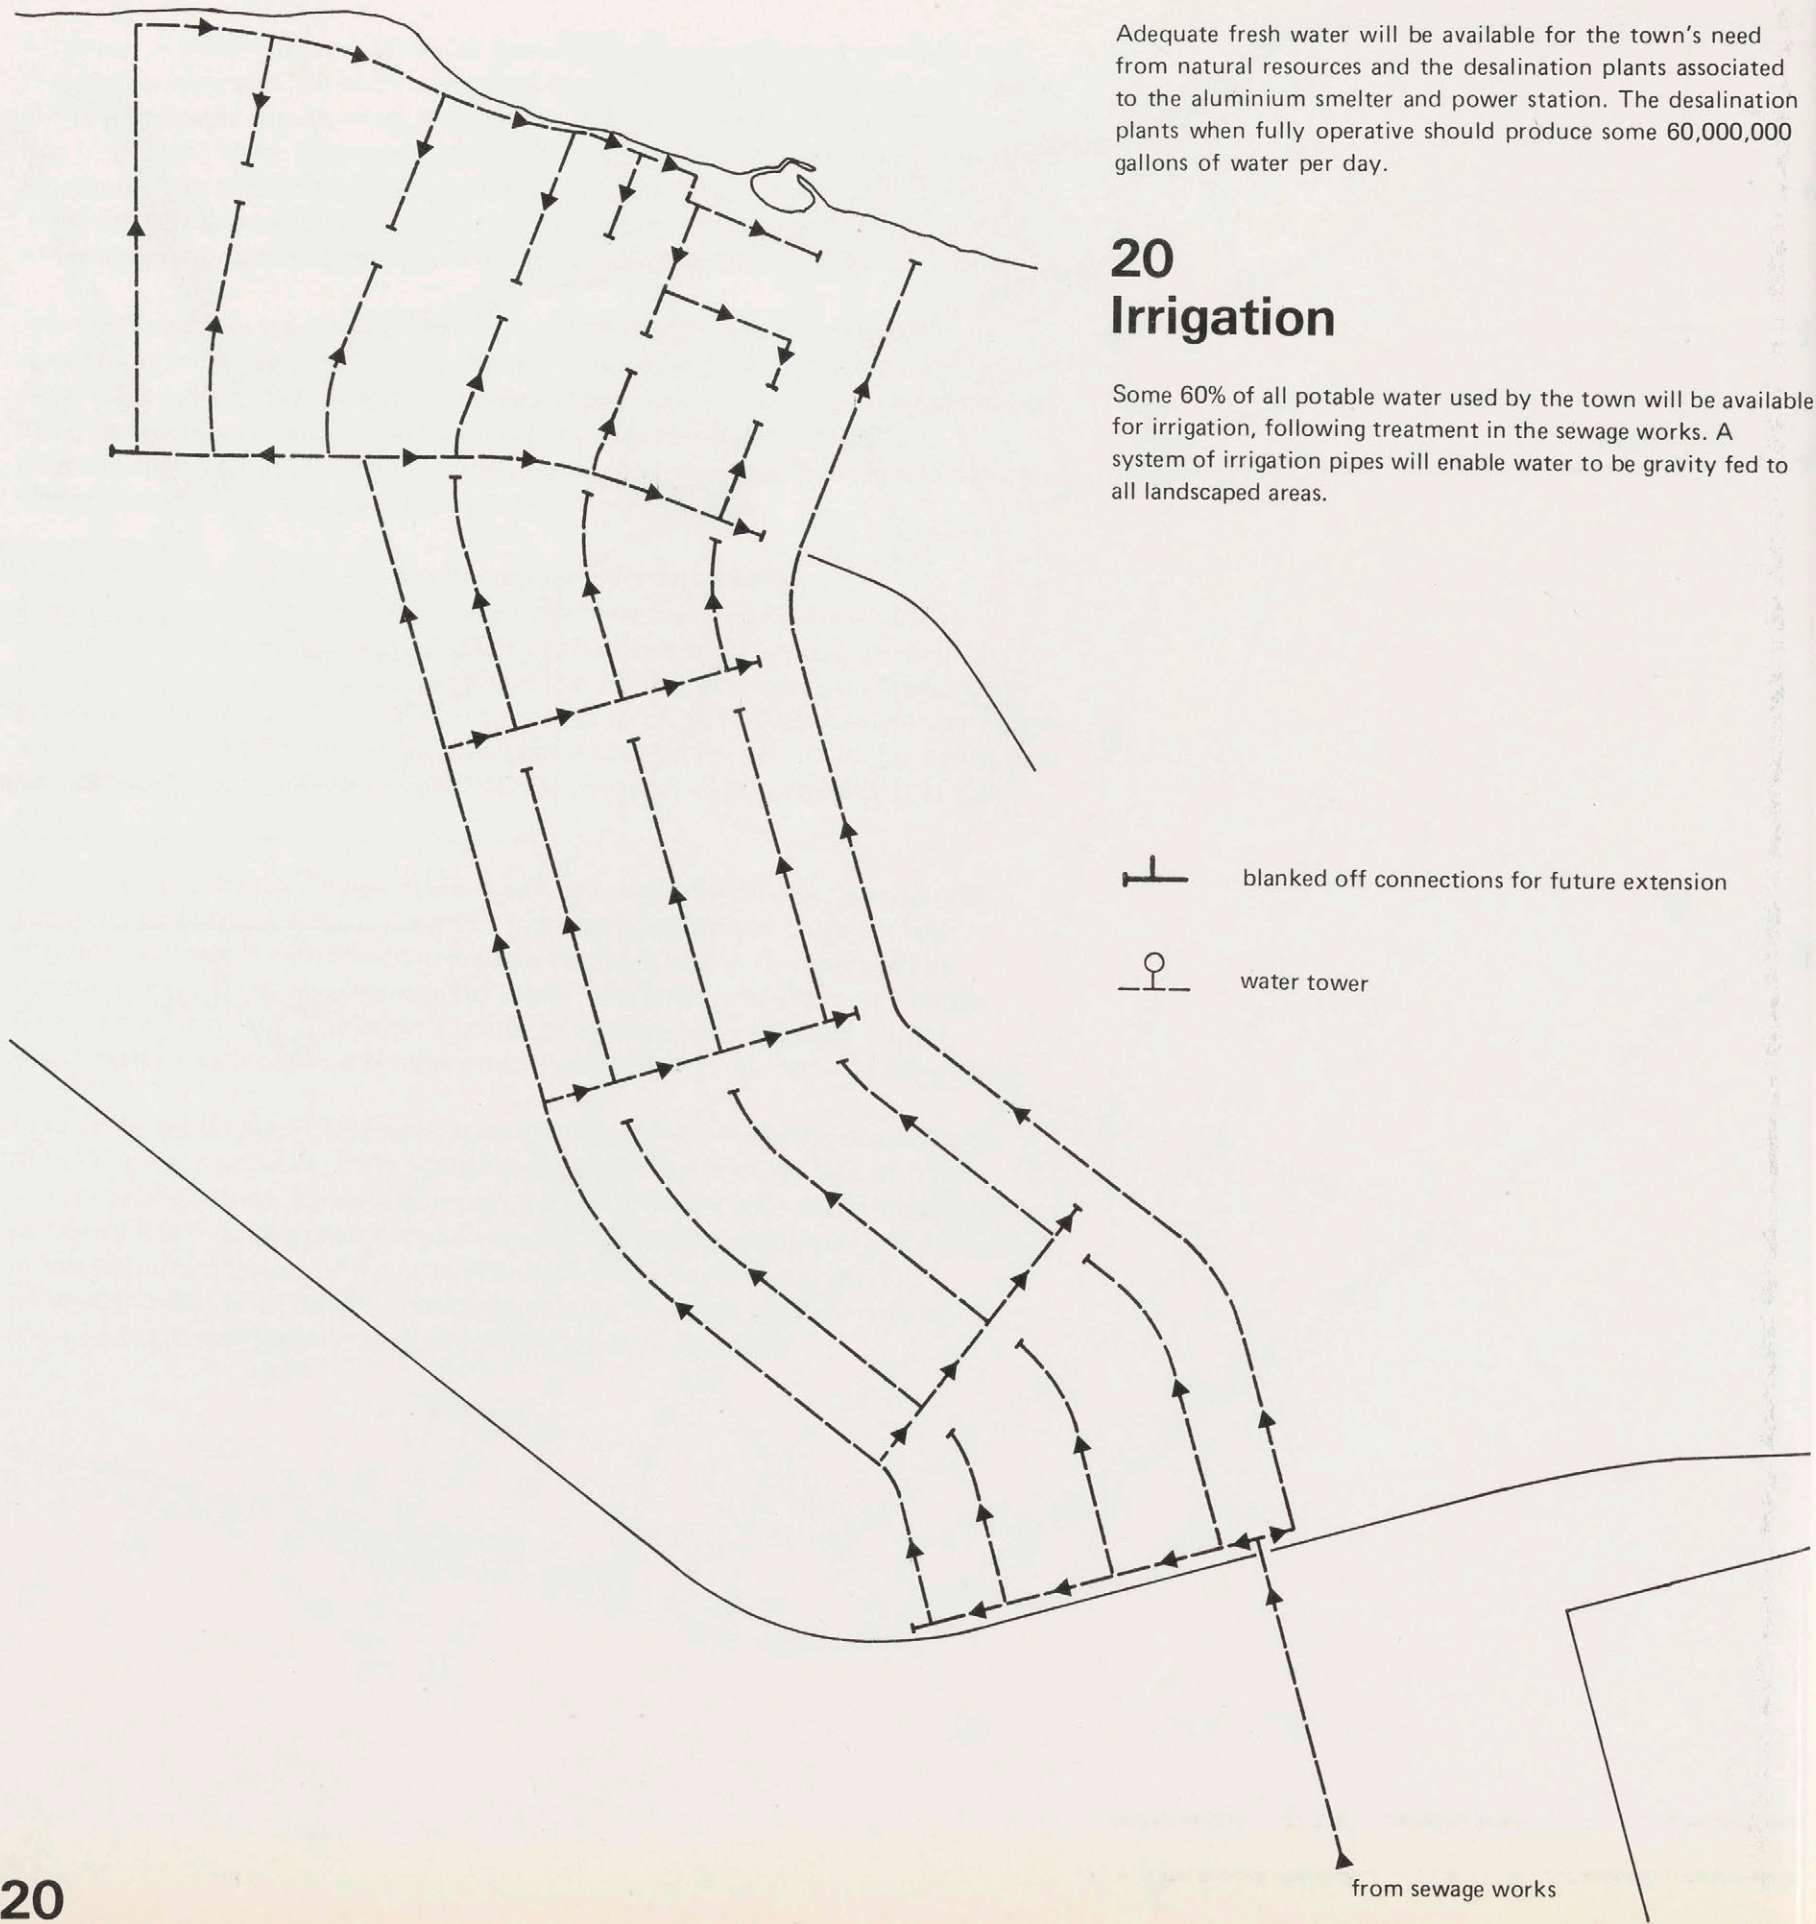 Adequate fresh water will be available for the town's need
from natural resources and the desalination plants associated
to the aluminium smelter and power station. The desalination
plants when fully operative should produce some 60,000,000
gallons of water per day.
20
Irrigation
Some 60% of all potable water used by the town will be available
for irrigation, following treatment in the sewage works. A
system of irrigation pipes will enable water to be gravity fed to
all landscaped areas.
blanked off connections for future extension
water tower
from sewage works
20